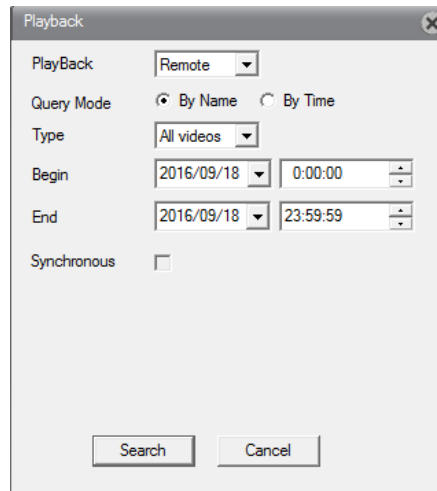 Playback
PlayBack Remote
Query Mode By Name By Time
Type All videos
Begin 2016/09/18 0:00:00
End 2016/09/18 23:59:59
Synchronous
Search Cancel